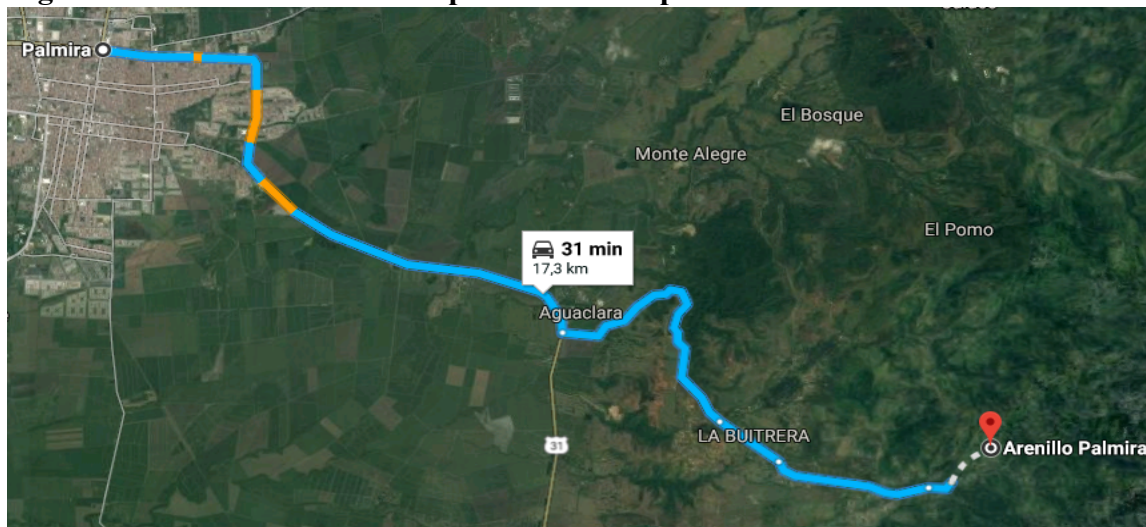 Palmira
El Bosque
Monte Alegre
El Pomo
31 min
17,3 km
Aguaclara
LA BUITRERA
31
Arenillo Palmira